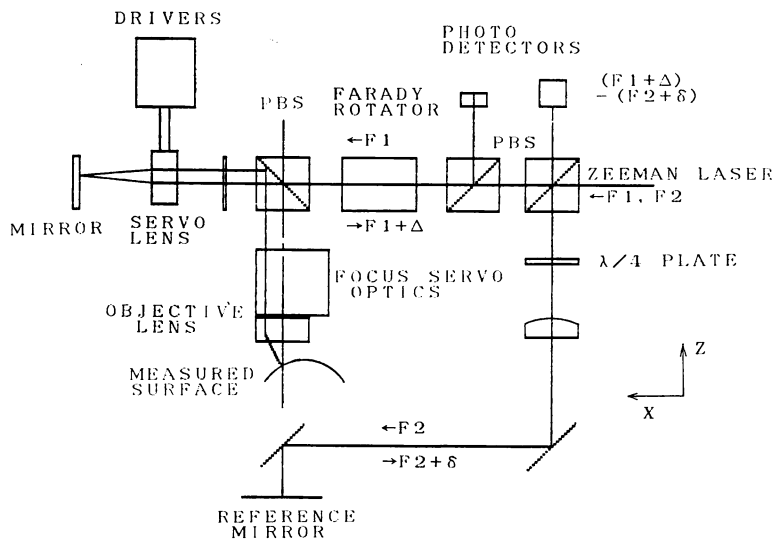 DRIVERS
PHOTO
DETECTORS
(F1+Δ)
-(F2+δ)
FARADY
ROTATOR
PBS
←F1
PBS
ZEEMAN LASER
←F1, F2
MIRROR
SERVO
LENS
→F1+Δ
λ/4 PLATE
FOCUS SERVO
OPTICS
OBJECTIVE
LENS
MEASURED
SURFACE
Z
X
←F2
→F2+δ
REFERENCE
MIRROR